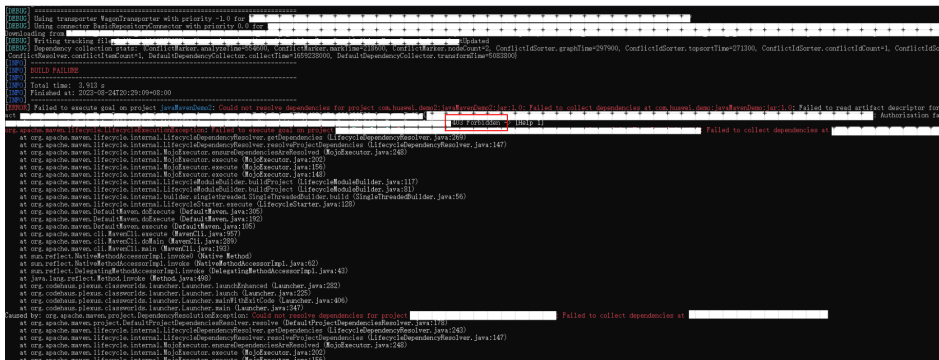 [DEBUG] =======================================================================
[DEBUG] Using transporter WagonTransporter with priority -1.0 for
[DEBUG] Using connector BasicRepositoryConnector with priority 0.0 for
Downloading from
[DEBUG] Writing tracking file
[DEBUG] Dependency collection stats: {ConflictMarker.analyzeTime=554600, ConflictMarker.markTime=218600, ConflictMarker.nodeCount=2, ConflictIdSorter.graphTime=297900, ConflictIdSorter.topsortTime=271300, ConflictIdSorter.conflictIdCount=1, ConflictIdSo
ConflictResolver.conflictItemCount=1, DefaultDependencyCollector.collectTime=1659238000, DefaultDependencyCollector.transformTime=5083800}
[INFO] ------------------------------------------------------------------------
[INFO] BUILD FAILURE
[INFO] ------------------------------------------------------------------------
[INFO] Total time: 3.913 s
[INFO] Finished at: 2023-08-24T20:29:09+08:00
[INFO] ------------------------------------------------------------------------
[ERROR] Failed to execute goal on project javaMavenDemo2: Could not resolve dependencies for project com.huawei.demo2:javaMavenDemo2:jar:1.0: Failed to collect dependencies at com.huawei.demo:javaMavenDemo:jar:1.0: Failed to read artifact descriptor for
act : Authorization fa
403 Forbidden -> [Help 1]
org.apache.maven.lifecycle.LifecycleExecutionException: Failed to execute goal on project Failed to collect dependencies at
at org.apache.maven.lifecycle.internal.LifecycleDependencyResolver.getDependencies (LifecycleDependencyResolver.java:269)
at org.apache.maven.lifecycle.internal.LifecycleDependencyResolver.resolveProjectDependencies (LifecycleDependencyResolver.java:147)
at org.apache.maven.lifecycle.internal.MojoExecutor.ensureDependenciesAreResolved (MojoExecutor.java:248)
at org.apache.maven.lifecycle.internal.MojoExecutor.execute (MojoExecutor.java:202)
at org.apache.maven.lifecycle.internal.MojoExecutor.execute (MojoExecutor.java:156)
at org.apache.maven.lifecycle.internal.MojoExecutor.execute (MojoExecutor.java:148)
at org.apache.maven.lifecycle.internal.LifecycleModuleBuilder.buildProject (LifecycleModuleBuilder.java:117)
at org.apache.maven.lifecycle.internal.LifecycleModuleBuilder.buildProject (LifecycleModuleBuilder.java:81)
at org.apache.maven.lifecycle.internal.builder.singlethreaded.SingleThreadedBuilder.build (SingleThreadedBuilder.java:56)
at org.apache.maven.lifecycle.internal.LifecycleStarter.execute (LifecycleStarter.java:128)
at org.apache.maven.DefaultMaven.doExecute (DefaultMaven.java:305)
at org.apache.maven.DefaultMaven.doExecute (DefaultMaven.java:192)
at org.apache.maven.DefaultMaven.execute (DefaultMaven.java:105)
at org.apache.maven.cli.MavenCli.execute (MavenCli.java:957)
at org.apache.maven.cli.MavenCli.doMain (MavenCli.java:289)
at org.apache.maven.cli.MavenCli.main (MavenCli.java:193)
at sun.reflect.NativeMethodAccessorImpl.invoke0 (Native Method)
at sun.reflect.NativeMethodAccessorImpl.invoke (NativeMethodAccessorImpl.java:62)
at sun.reflect.DelegatingMethodAccessorImpl.invoke (DelegatingMethodAccessorImpl.java:43)
at java.lang.reflect.Method.invoke (Method.java:498)
at org.codehaus.plexus.classworlds.launcher.Launcher.launchEnhanced (Launcher.java:282)
at org.codehaus.plexus.classworlds.launcher.Launcher.launch (Launcher.java:225)
at org.codehaus.plexus.classworlds.launcher.Launcher.mainWithExitCode (Launcher.java:406)
at org.codehaus.plexus.classworlds.launcher.Launcher.main (Launcher.java:347)
Caused by: org.apache.maven.project.DependencyResolutionException: Could not resolve dependencies for project : Failed to collect dependencies at
at org.apache.maven.project.DefaultProjectDependenciesResolver.resolve (DefaultProjectDependenciesResolver.java:178)
at org.apache.maven.lifecycle.internal.LifecycleDependencyResolver.getDependencies (LifecycleDependencyResolver.java:243)
at org.apache.maven.lifecycle.internal.LifecycleDependencyResolver.resolveProjectDependencies (LifecycleDependencyResolver.java:147)
at org.apache.maven.lifecycle.internal.MojoExecutor.ensureDependenciesAreResolved (MojoExecutor.java:248)
at org.apache.maven.lifecycle.internal.MojoExecutor.execute (MojoExecutor.java:202)
at org.apache.maven.lifecycle.internal.MojoExecutor.execute (MojoExecutor.java:156)